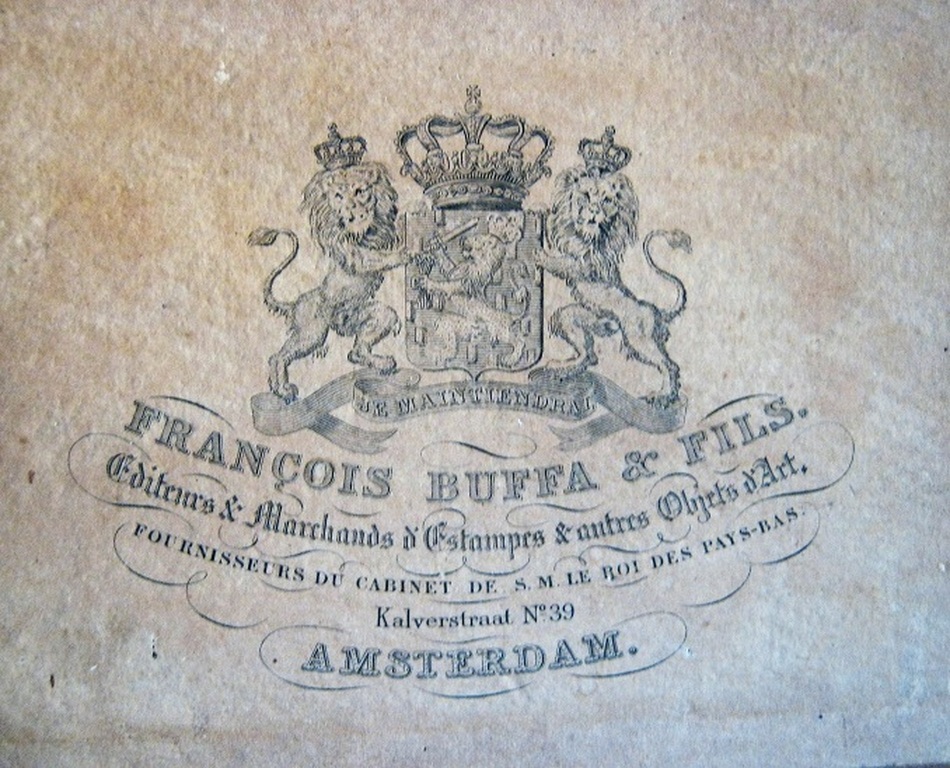 JE MAINTIENDRAI
FRANÇOIS BUFFA & FILS.
Editeurs & Marchands d'Estampes & autres Objets d'Art,
FOURNISSEURS DU CABINET DE S. M. LE ROI DES PAYS-BAS.
Kalverstraat Nº 39
AMSTERDAM.